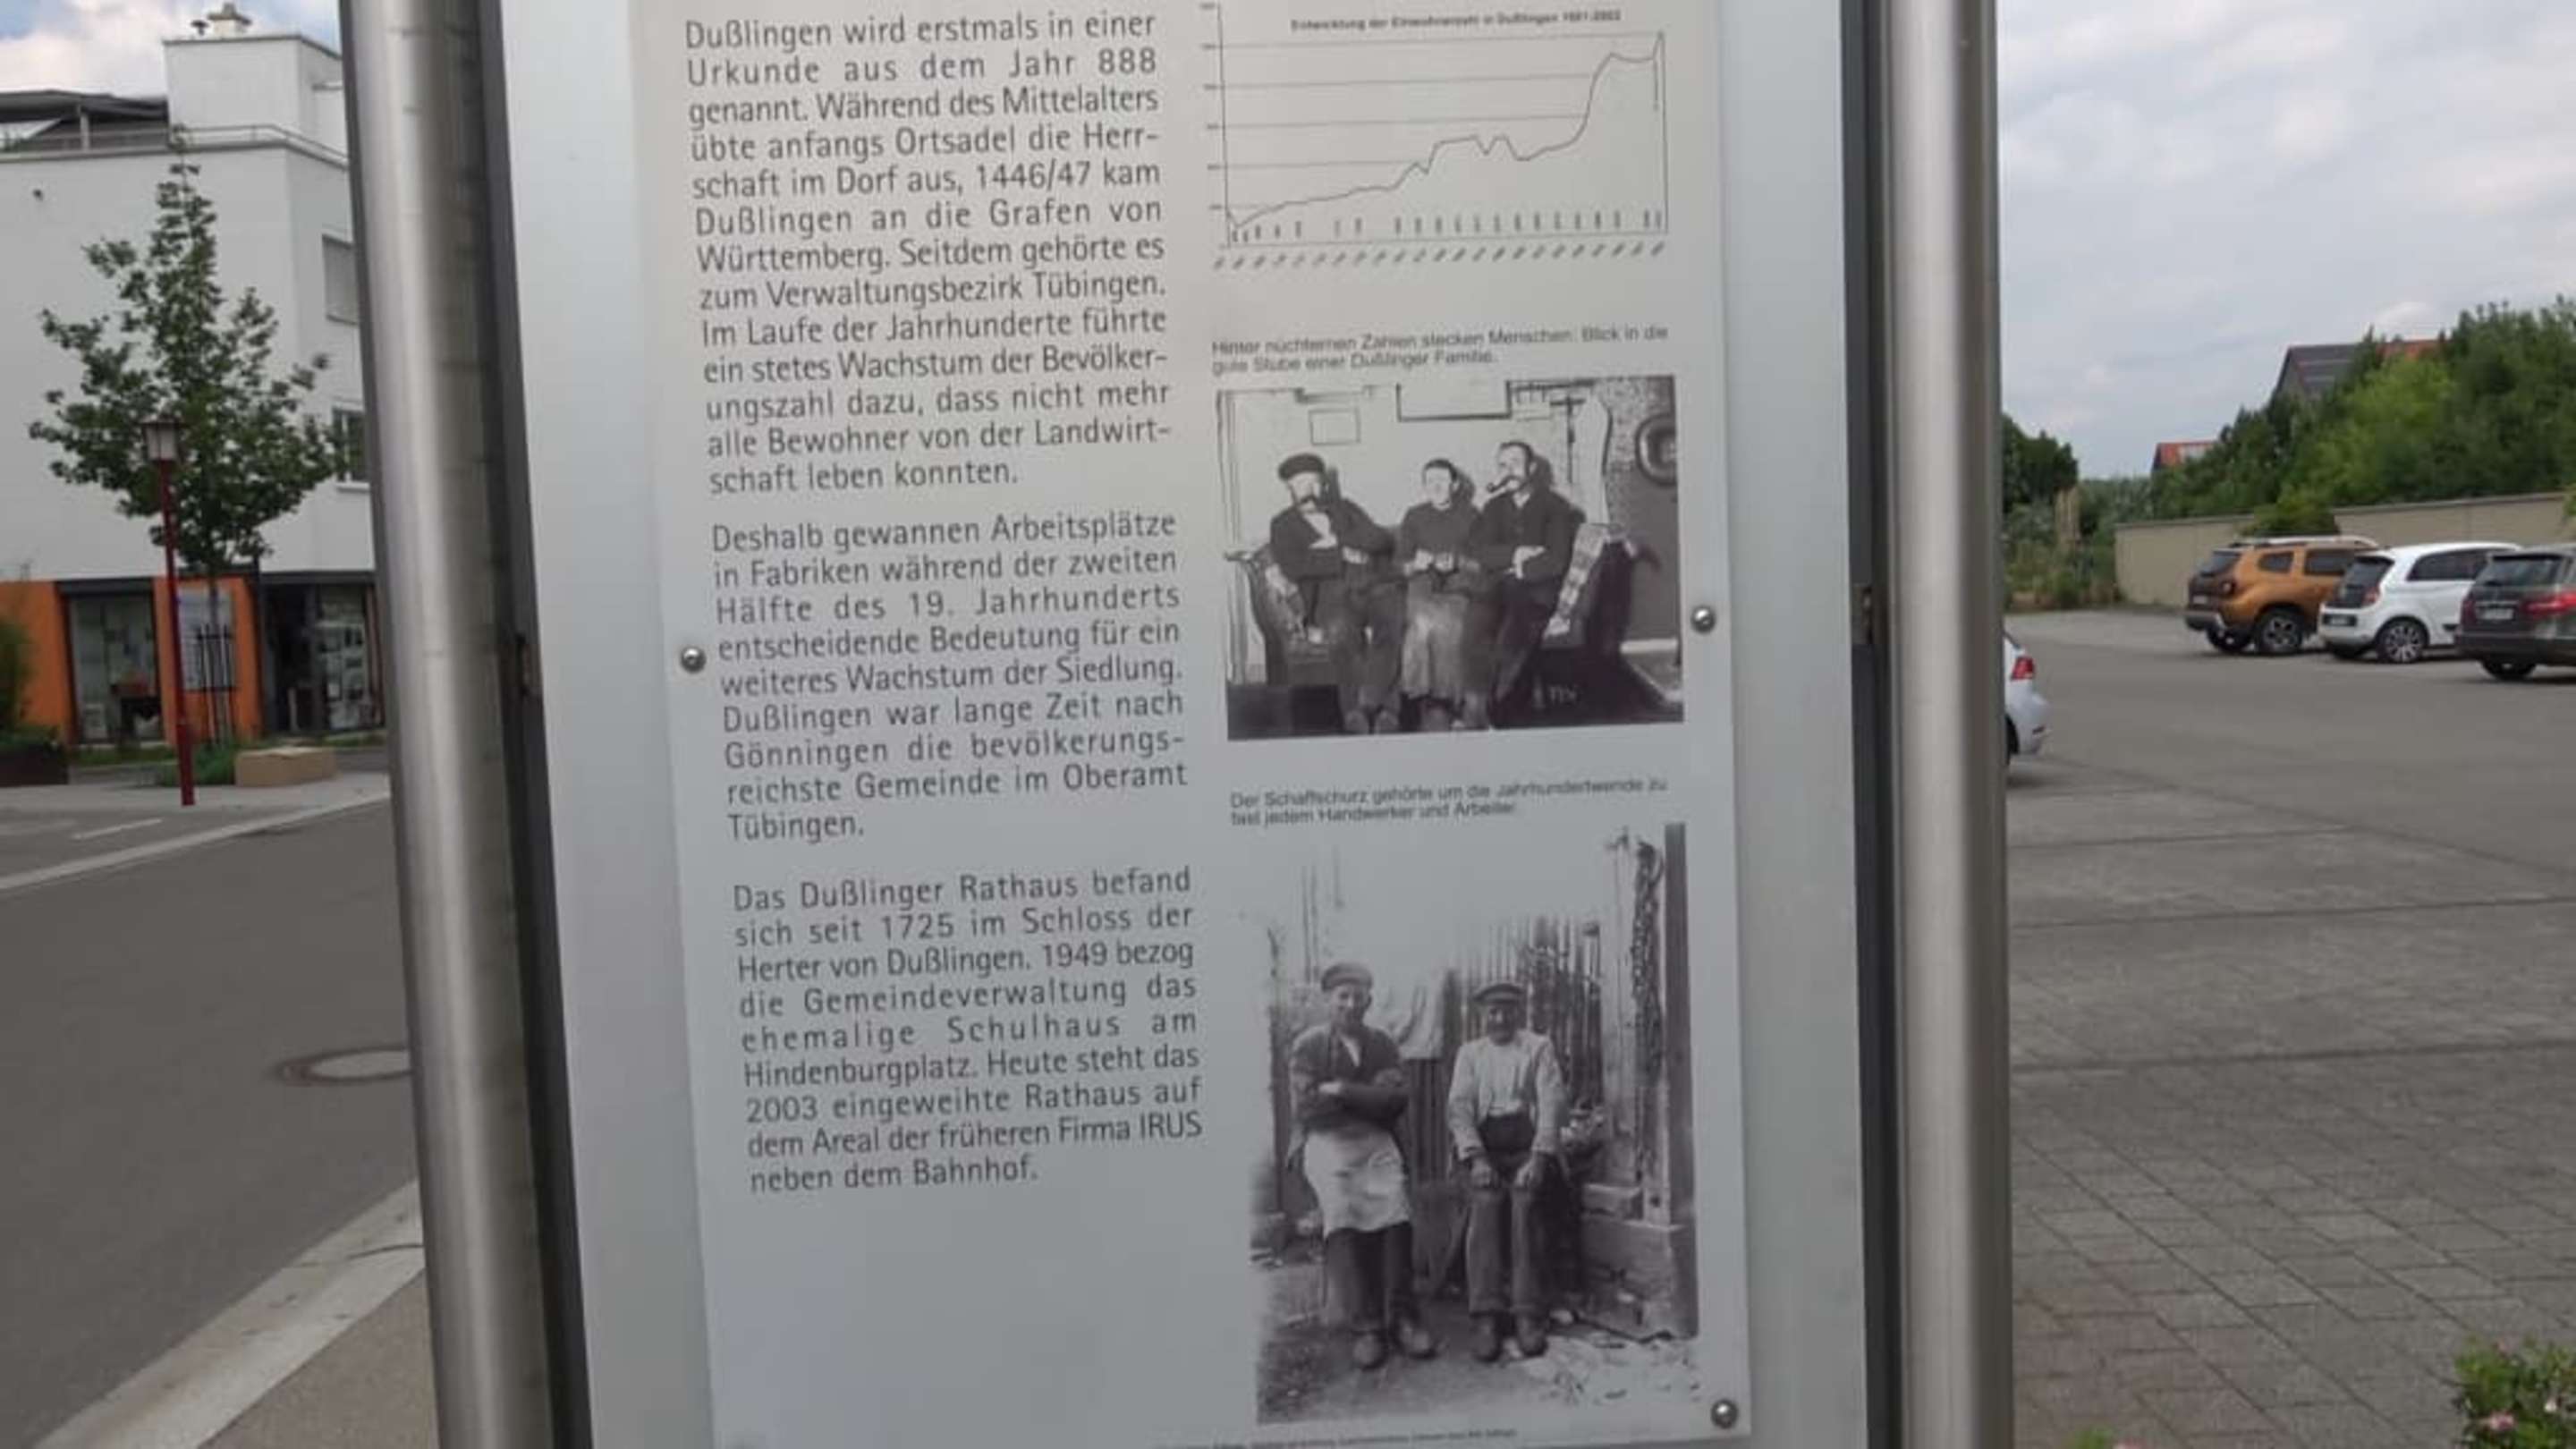 Dußlingen wird erstmals in einer
Urkunde aus dem Jahr 888
genannt. Während des Mittelalters
übte anfangs Ortsadel die Herr-
schaft im Dorf aus, 1446/47 kam
Dußlingen an die Grafen von
Württemberg. Seitdem gehörte es
zum Verwaltungsbezirk Tübingen.
Im Laufe der Jahrhunderte führte
ein stetes Wachstum der Bevölker-
ungszahl dazu, dass nicht mehr
alle Bewohner von der Landwirt-
schaft leben konnten.
Deshalb gewannen Arbeitsplätze
in Fabriken während der zweiten
Hälfte des 19. Jahrhunderts
entscheidende Bedeutung für ein
weiteres Wachstum der Siedlung.
Dußlingen war lange Zeit nach
Gönningen die bevölkerungs-
reichste Gemeinde im Oberamt
Tübingen.
Das Dußlinger Rathaus befand
sich seit 1725 im Schloss der
Herter von Dußlingen. 1949 bezog
die Gemeindeverwaltung das
ehemalige Schulhaus am
Hindenburgplatz. Heute steht das
2003 eingeweihte Rathaus auf
dem Areal der früheren Firma IRUS
neben dem Bahnhof.
Entwicklung der Einwohnerzahl in Dußlingen
Hinter nüchternen Zahlen stecken Menschen: Blick in die
gute Stube einer Dußlinger Familie.
Der Schaffschurz gehörte um die Jahrhundertwende zu
fast jedem Handwerker und Arbeiter.